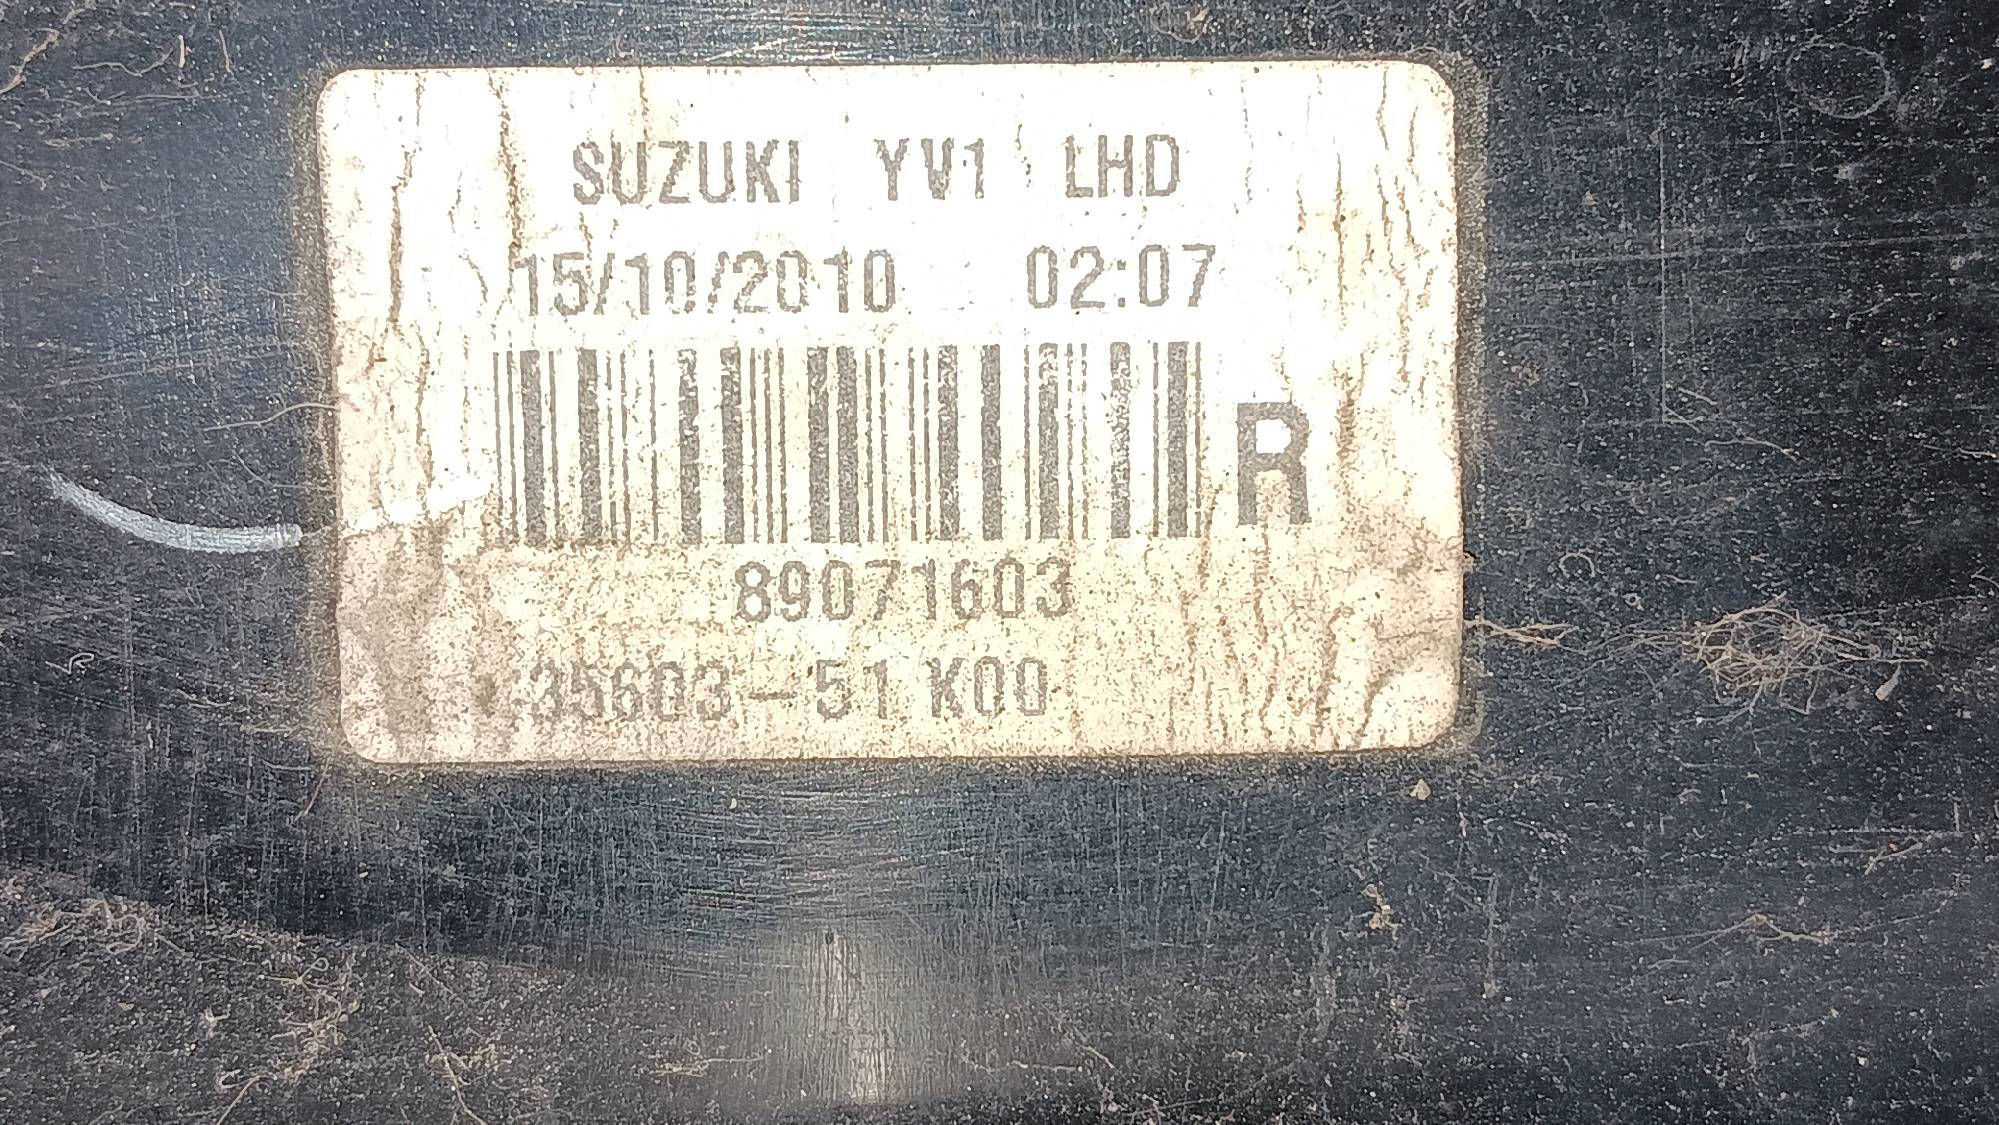 SUZUKI YV1 LHD
15/10/2010 02:07
R
89071603
35603-51K00